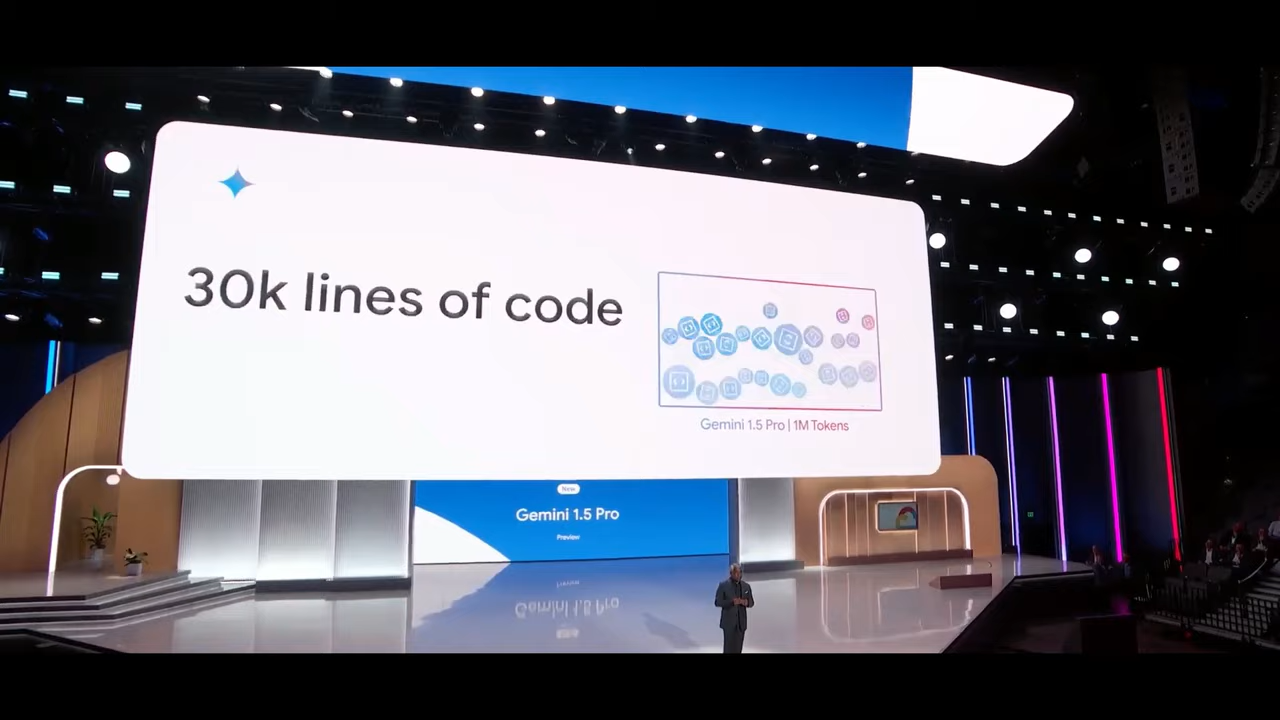 30k lines of code
Gemini 1.5 Pro | 1M Tokens
New
Gemini 1.5 Pro
Preview